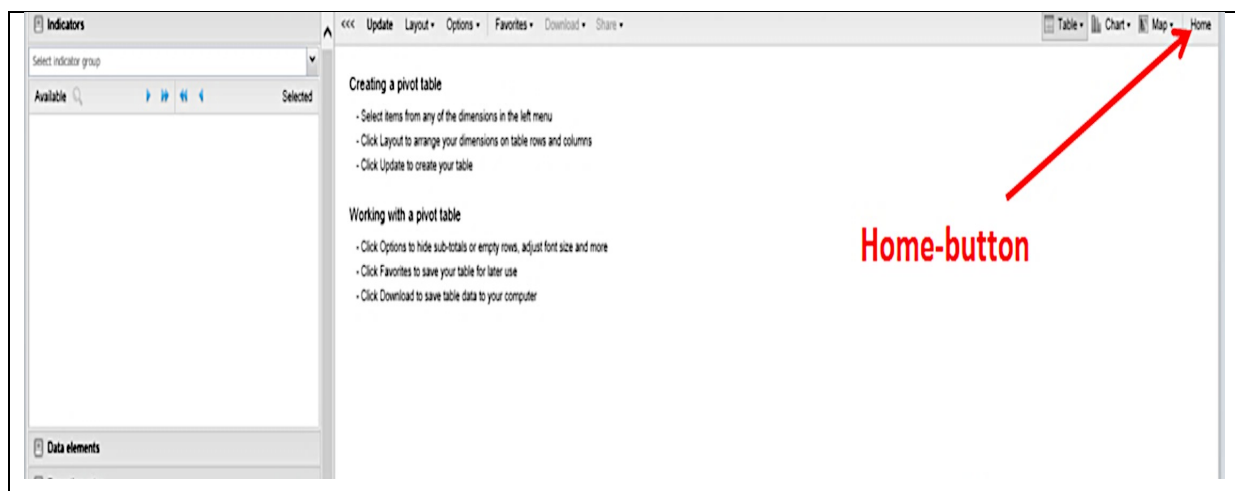 Indicators
<<< Update Layout Options Favorites Download Share Table Chart Map Home
Select indicator group
Available Selected
Creating a pivot table
- Select items from any of the dimensions in the left menu
- Click Layout to arrange your dimensions on table rows and columns
- Click Update to create your table
Working with a pivot table
- Click Options to hide sub-totals or empty rows, adjust font size and more
- Click Favorites to save your table for later use
- Click Download to save table data to your computer
Home-button
Data elements